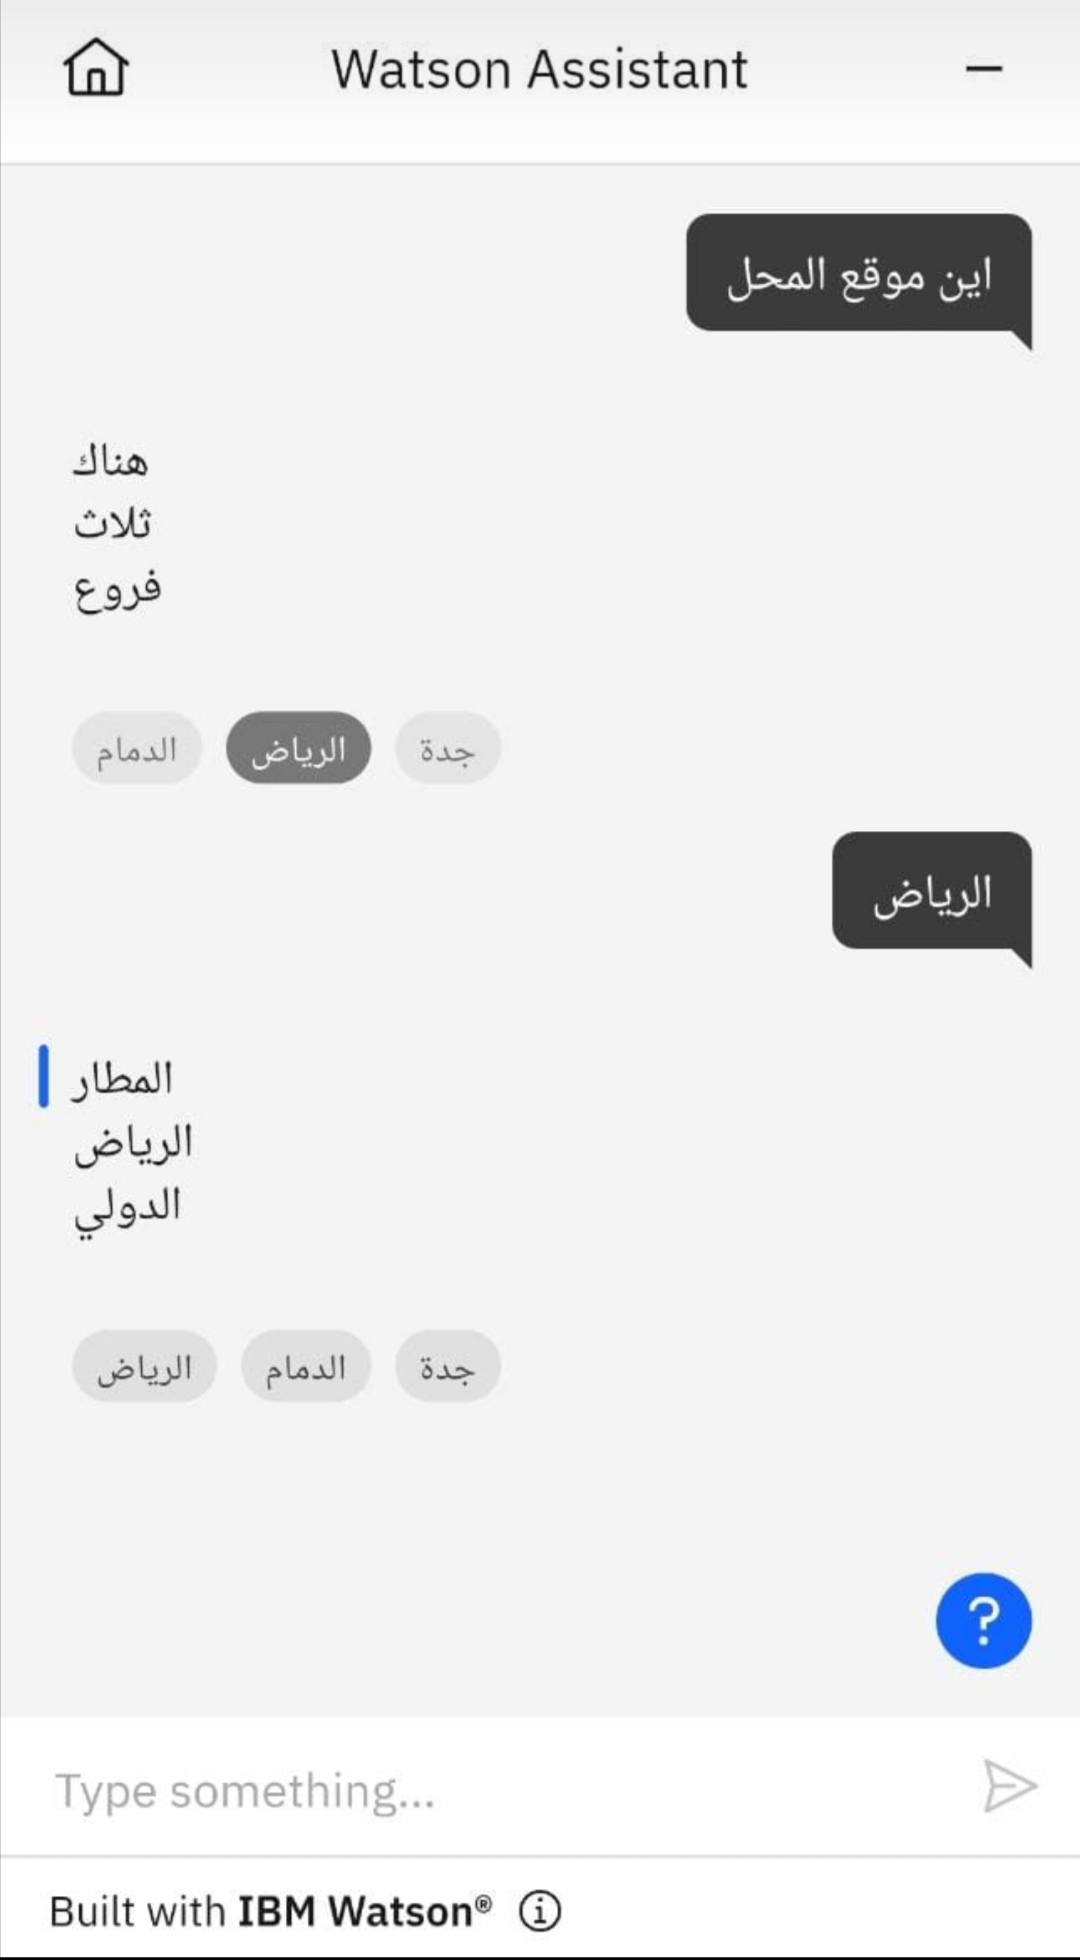 Watson Assistant
اين موقع المحل
هناك
ثلاث
فروع
الدمام الرياض جدة
الرياض
المطار
الرياض
الدولي
الرياض الدمام جدة
?
Type something...
Built with IBM Watson®